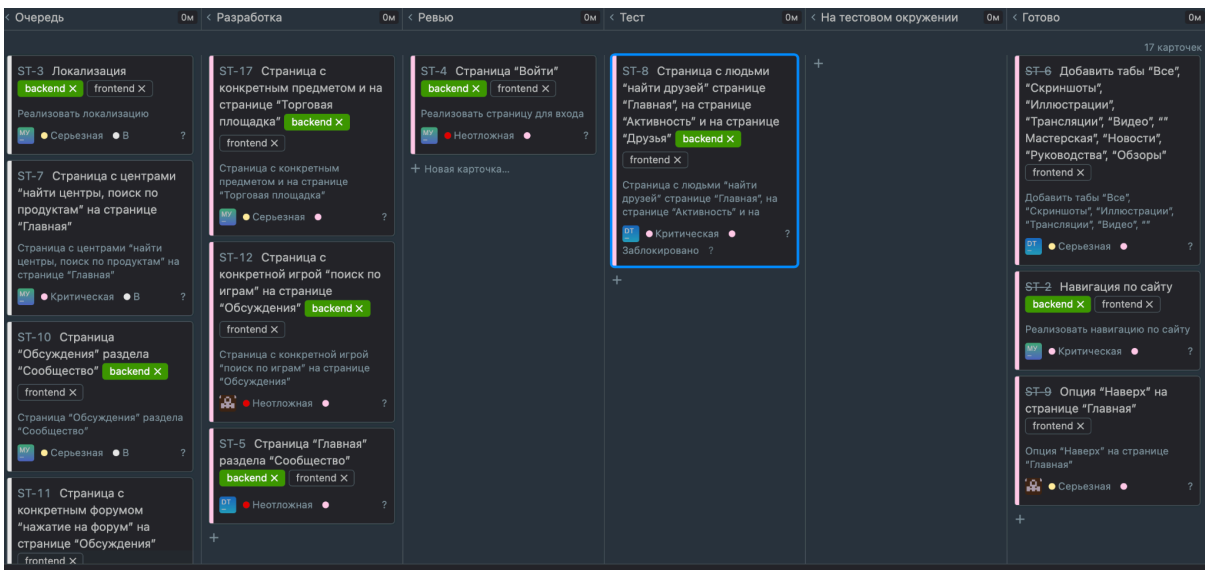 Очередь 0м
Разработка 0м
Ревью 0м
Тест 0м
На тестовом окружении 0м
Готово 0м
17 карточек
ST-3 Локализация
backend × frontend ×
Реализовать локализацию
МУ Серьезная В ?
ST-7 Страница с центрами
“найти центры, поиск по
продуктам” на странице
“Главная”
Страница с центрами “найти
центры, поиск по продуктам” на
странице “Главная”
МУ Критическая В ?
ST-10 Страница
“Обсуждения” раздела
“Сообщество” backend ×
frontend ×
Страница “Обсуждения” раздела
“Сообщество”
МУ Серьезная В ?
ST-11 Страница с
конкретным форумом
“нажатие на форум” на
странице “Обсуждения”
frontend ×
ST-17 Страница с
конкретным предметом и на
странице “Торговая
площадка” backend ×
frontend ×
Страница с конкретным
предметом и на странице
“Торговая площадка”
МУ Серьезная ?
ST-12 Страница с
конкретной игрой “поиск по
играм” на странице
“Обсуждения” backend ×
frontend ×
Страница с конкретной игрой
“поиск по играм” на странице
“Обсуждения”
Неотложная ?
ST-5 Страница “Главная”
раздела “Сообщество”
backend × frontend ×
DT Неотложная ?
+
ST-4 Страница “Войти”
backend × frontend ×
Реализовать страницу для входа
МУ Неотложная ?
+ Новая карточка...
ST-8 Страница с людьми
“найти друзей” странице
“Главная”, на странице
“Активность” и на странице
“Друзья” backend ×
frontend ×
Страница с людьми “найти
друзей” странице “Главная”, на
странице “Активность” и на
DT Критическая ?
Заблокировано ?
+
+
ST-6 Добавить табы “Все”,
“Скриншоты”,
“Иллюстрации”,
“Трансляции”, “Видео”, “”
Мастерская”, “Новости”,
“Руководства”, “Обзоры”
frontend ×
Добавить табы “Все”,
“Скриншоты”, “Иллюстрации”,
“Трансляции”, “Видео”, “”
DT Серьезная ?
ST-2 Навигация по сайту
backend × frontend ×
Реализовать навигацию по сайту
МУ Критическая ?
ST-9 Опция “Наверх” на
странице “Главная”
frontend ×
Опция “Наверх” на странице
“Главная”
Серьезная ?
+